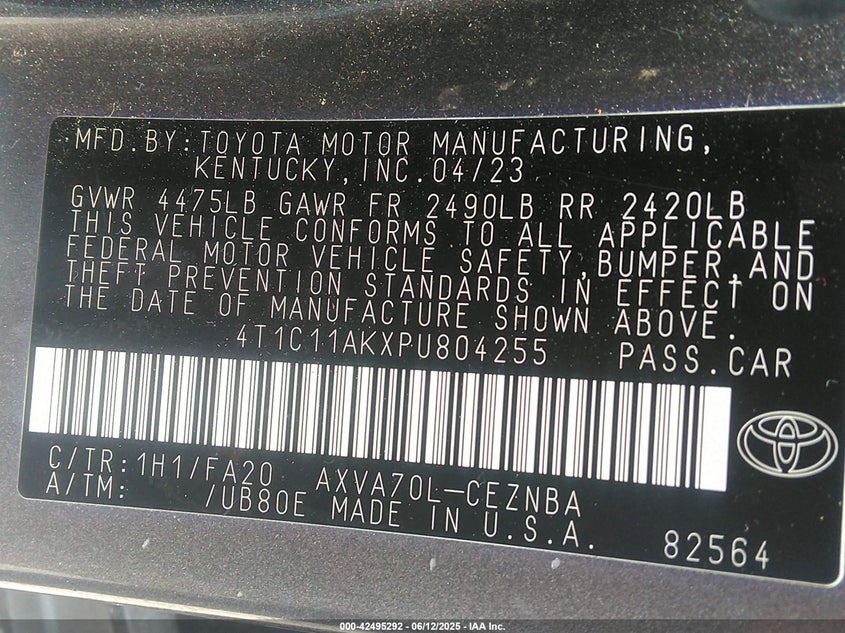 MFD.BY:TOYOTA MOTOR MANUFACTURING,
KENTUCKY,INC.04/23
GVWR 4475LB GAWR FR 2490LB RR 2420LB
THIS VEHICLE CONFORMS TO ALL APPLICABLE
FEDERAL MOTOR VEHICLE SAFETY,BUMPER,AND
THEFT PREVENTION STANDARDS IN EFFECT ON
THE DATE OF MANUFACTURE SHOWN ABOVE.
4T1C11AKXPU804255 PASS.CAR
C/TR:1H1/FA20 AXVA70L-CEZNBA
A/TM: /UB80E MADE IN U.S.A.
82564
000-42495292 - 06/12/2025 - IAA Inc.